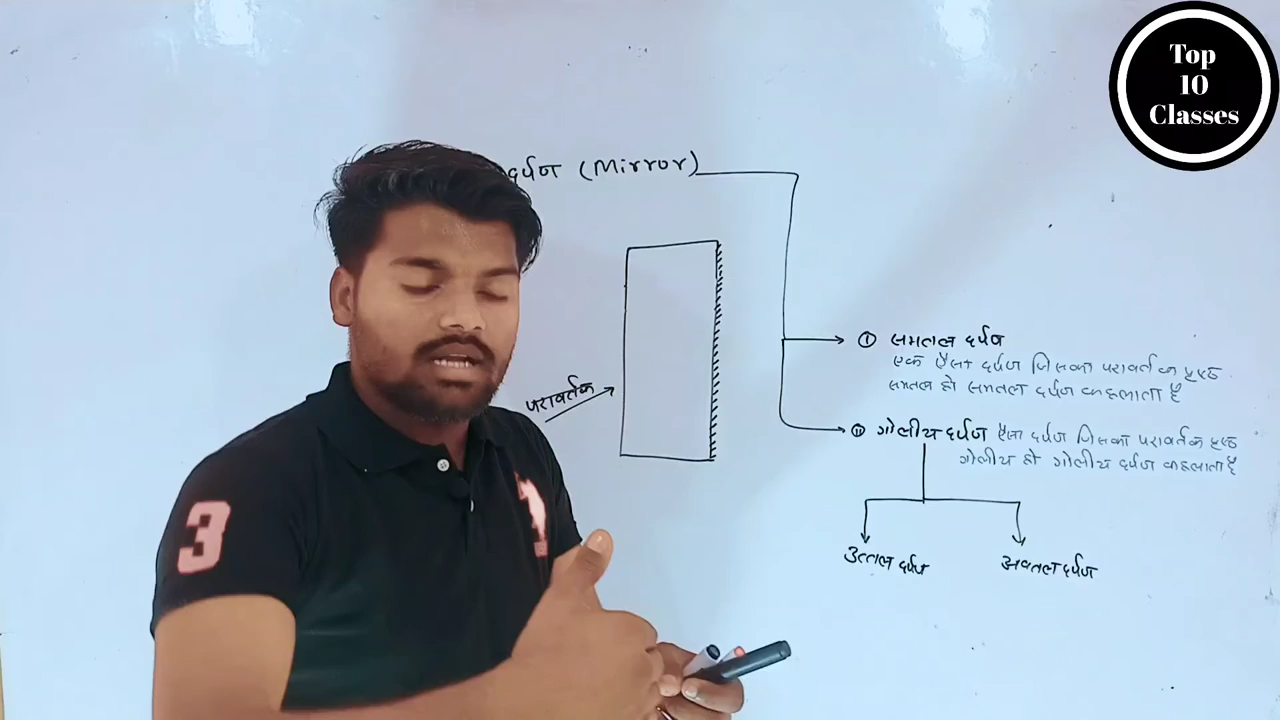 Top
10
Classes
दर्पण (Mirror)
① समतल दर्पण
एक ऐसा दर्पण जिसका परावर्तक पृष्ठ
समतल हो समतल दर्पण कहलाता है
परावर्तक
② गोलीय दर्पण ऐसा दर्पण जिसका परावर्तक पृष्ठ
गोलीय हो गोलीय दर्पण कहलाता है
उत्तल दर्पण
अवतल दर्पण
3